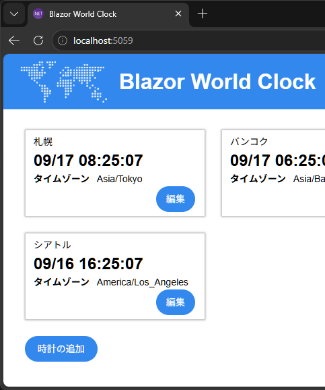 Blazor World Clock
localhost:5059
Blazor World Clock
札幌
09/17 08:25:07
タイムゾーン Asia/Tokyo
編集
バンコク
09/17 06:25:0
タイムゾーン Asia/Ba
シアトル
09/16 16:25:07
タイムゾーン America/Los_Angeles
編集
時計の追加